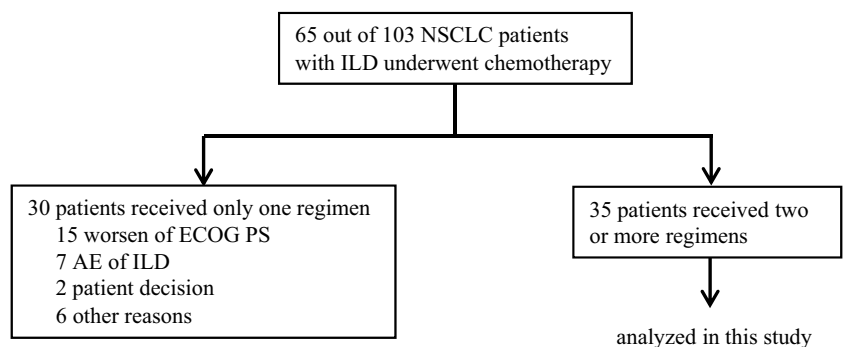 65 out of 103 NSCLC patients
with ILD underwent chemotherapy
30 patients received only one regimen
15 worsen of ECOG PS
7 AE of ILD
2 patient decision
6 other reasons
35 patients received two
or more regimens
analyzed in this study